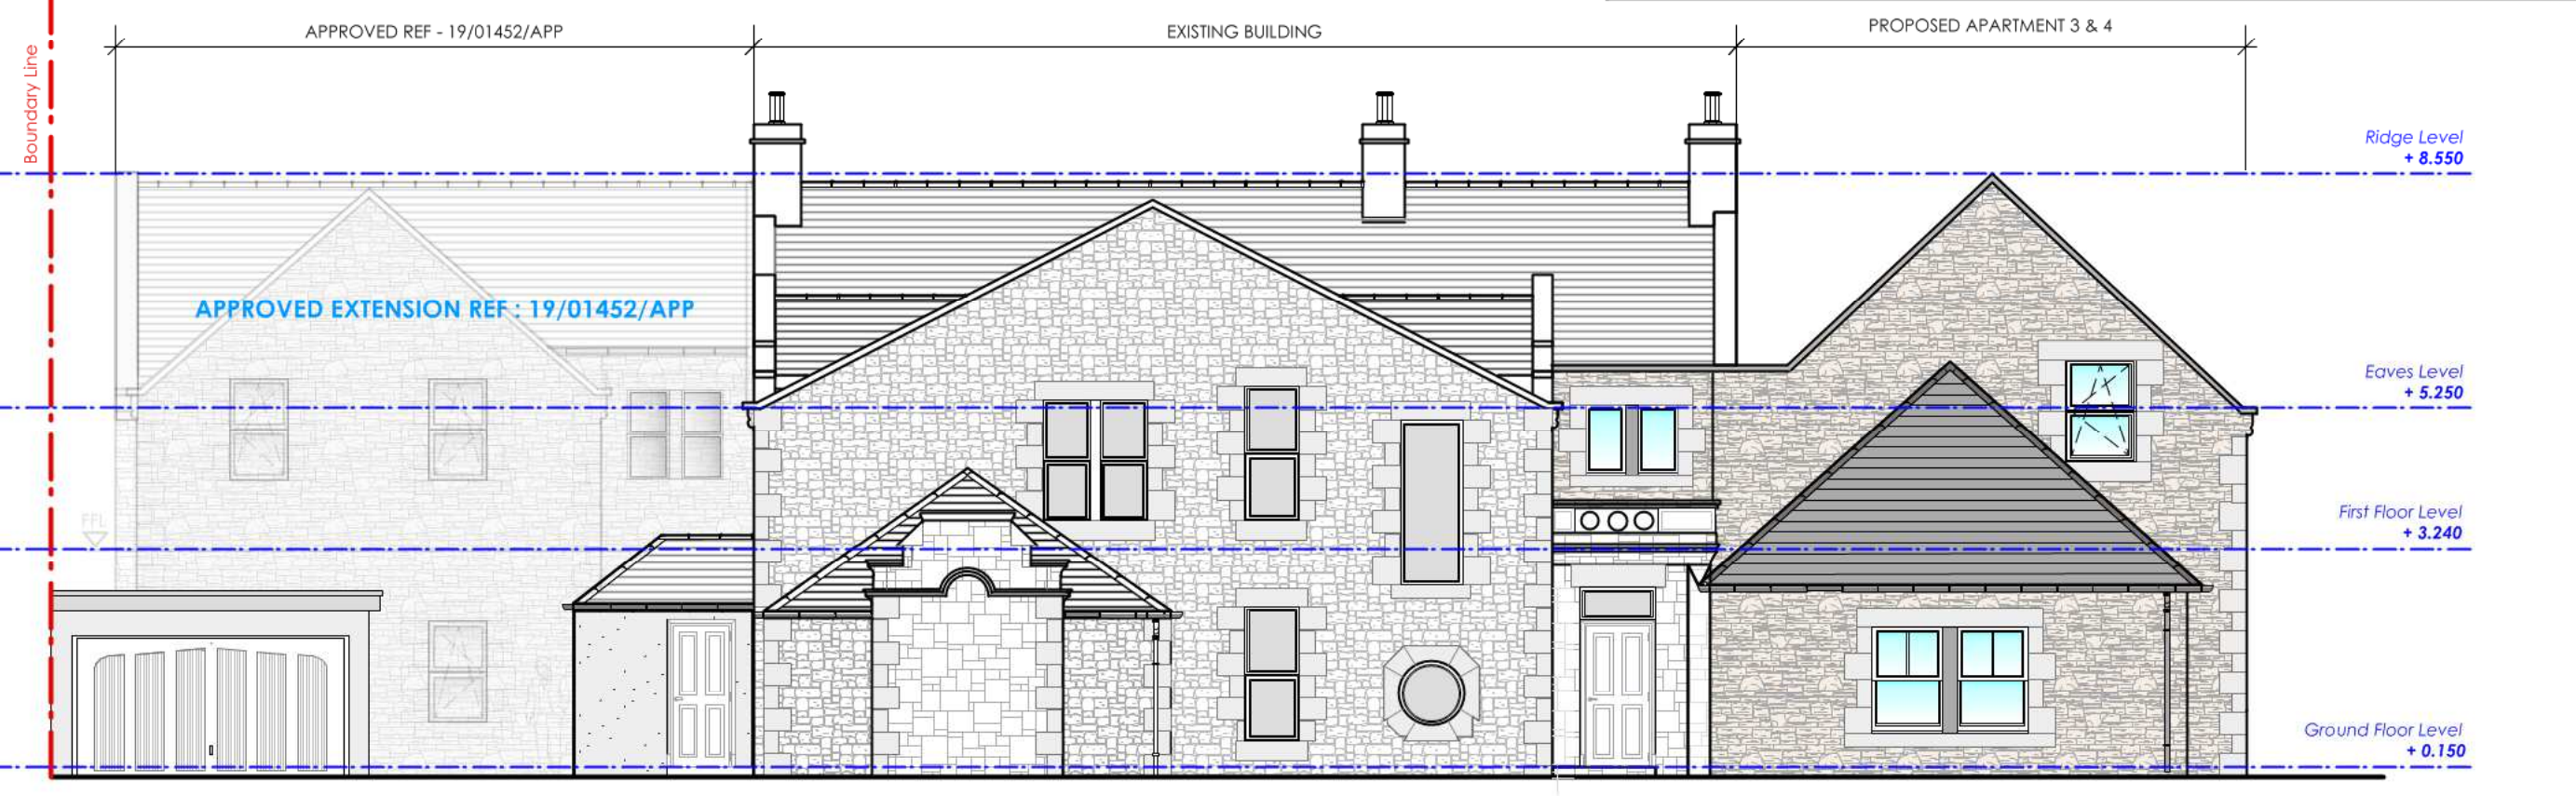 APPROVED REF - 19/01452/APP
EXISTING BUILDING
PROPOSED APARTMENT 3 & 4
Boundary Line
Ridge Level
+ 8.550
APPROVED EXTENSION REF : 19/01452/APP
Eaves Level
+ 5.250
FFL
First Floor Level
+ 3.240
Ground Floor Level
+ 0.150